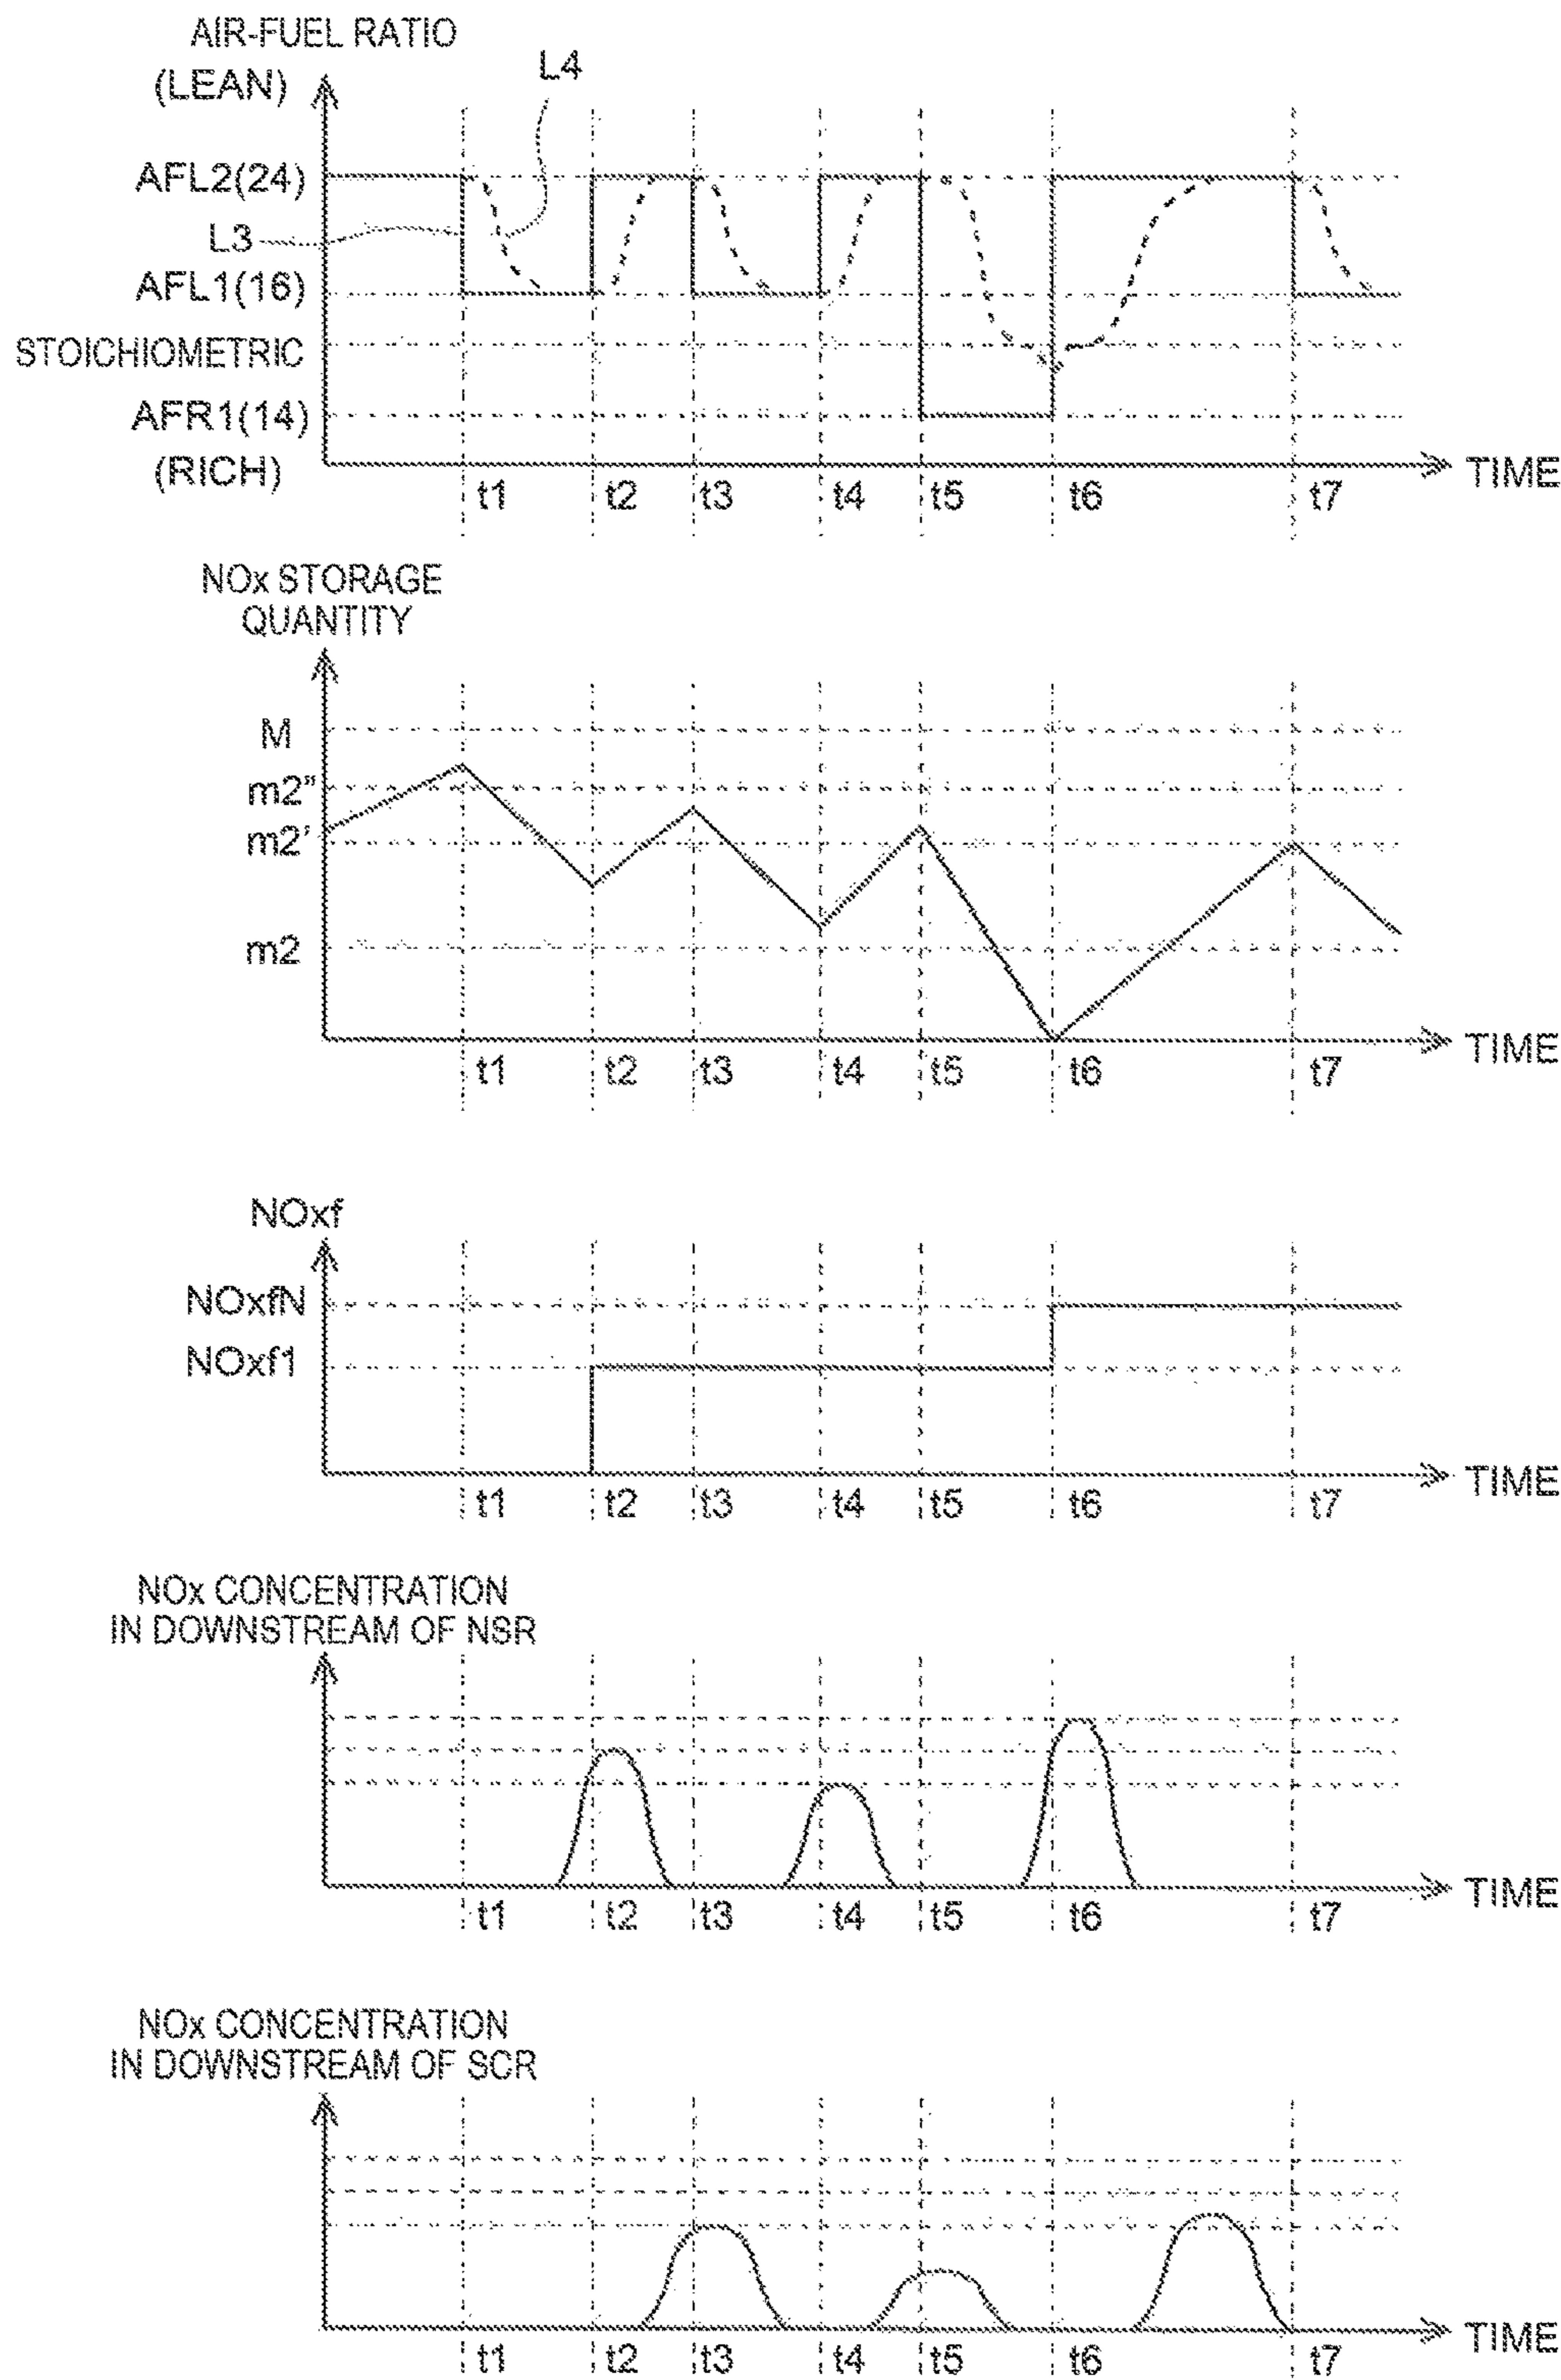 AIR-FUEL RATIO
(LEAN)
L4
AFL2(24)
L3
AFL1(16)
STOICHIOMETRIC
AFR1(14)
(RICH)
TIME
t1 t2 t3 t4 t5 t6 t7
NOx STORAGE
QUANTITY
M
m2"
m2'
m2
TIME
t1 t2 t3 t4 t5 t6 t7
NOxf
NOxfN
NOxf1
TIME
t1 t2 t3 t4 t5 t6 t7
NOx CONCENTRATION
IN DOWNSTREAM OF NSR
TIME
t1 t2 t3 t4 t5 t6 t7
NOx CONCENTRATION
IN DOWNSTREAM OF SCR
TIME
t1 t2 t3 t4 t5 t6 t7